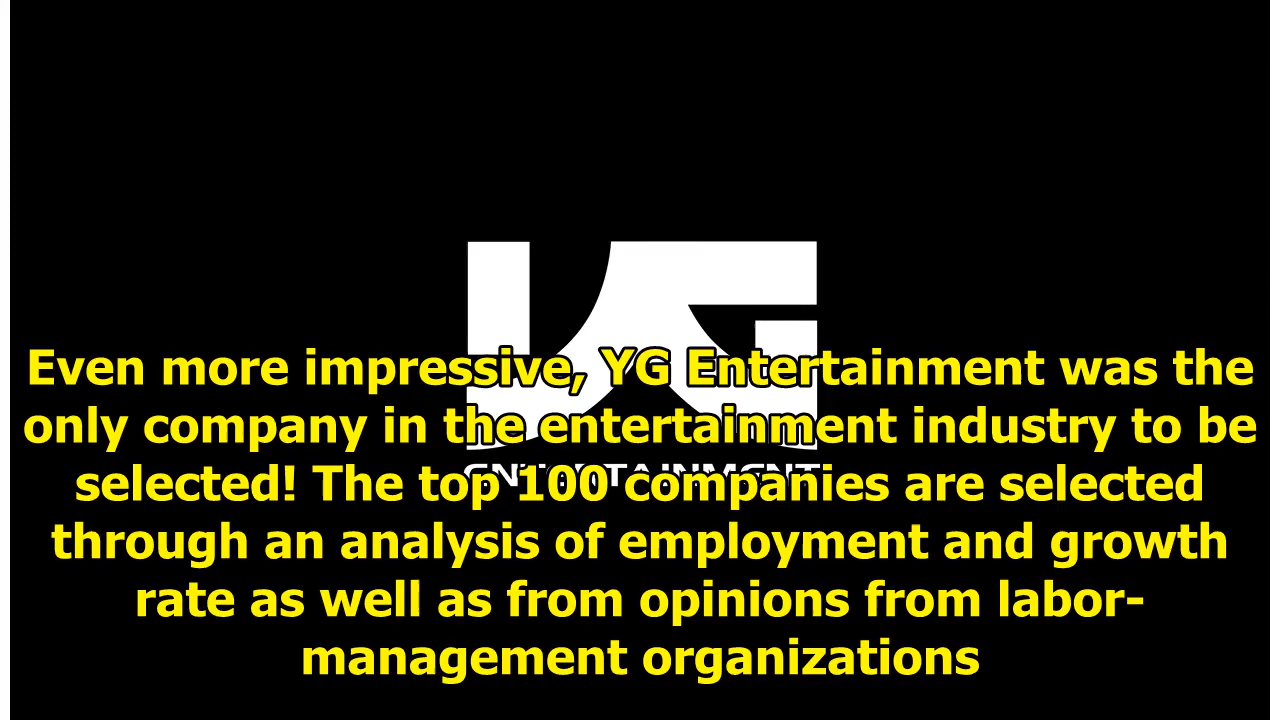 YG
Even more impressive, YG Entertainment was the
only company in the entertainment industry to be
selected! The top 100 companies are selected
ENTERTAINMENT
through an analysis of employment and growth
rate as well as from opinions from labor-
management organizations